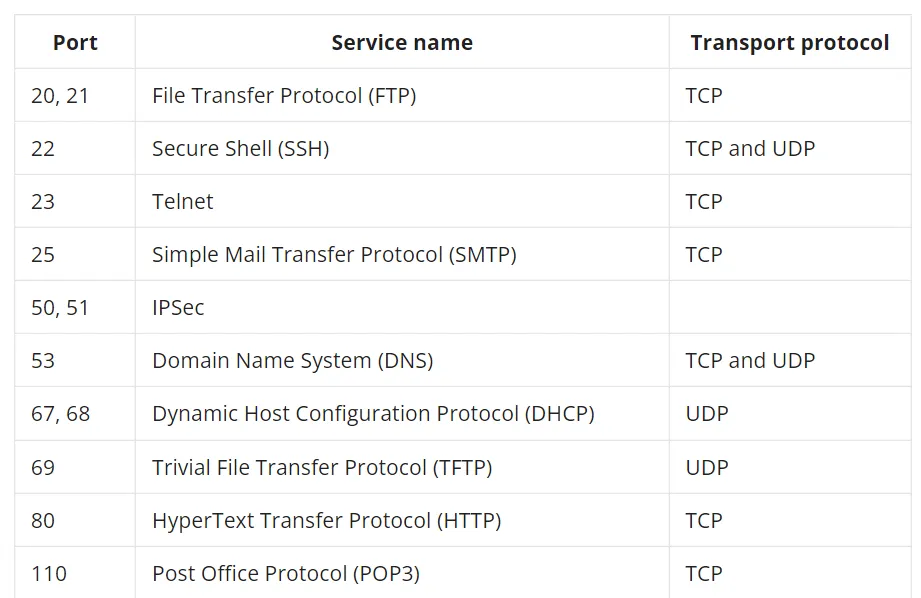 Port Service name Transport protocol
20, 21 File Transfer Protocol (FTP) TCP
22 Secure Shell (SSH) TCP and UDP
23 Telnet TCP
25 Simple Mail Transfer Protocol (SMTP) TCP
50, 51 IPSec
53 Domain Name System (DNS) TCP and UDP
67, 68 Dynamic Host Configuration Protocol (DHCP) UDP
69 Trivial File Transfer Protocol (TFTP) UDP
80 HyperText Transfer Protocol (HTTP) TCP
110 Post Office Protocol (POP3) TCP